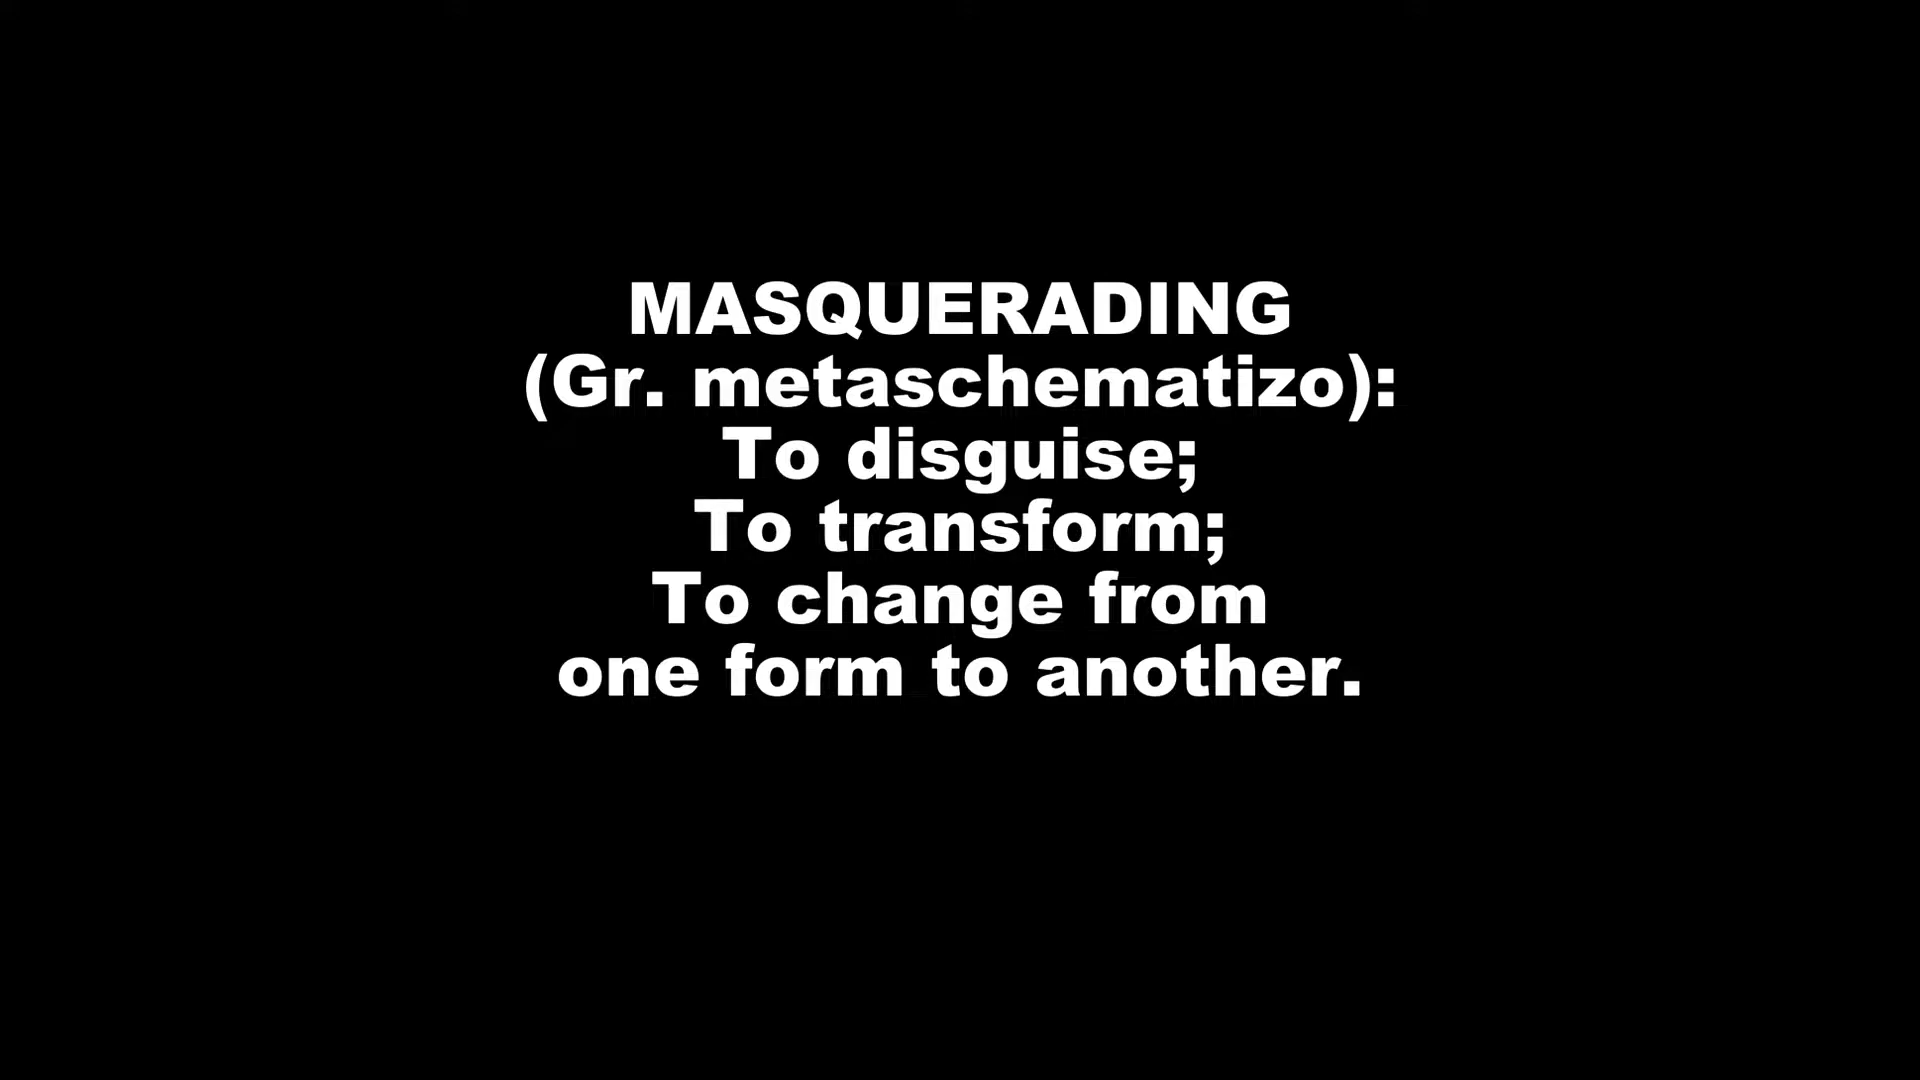 MASQUERADING
(Gr. metaschematizo):
To disguise;
To transform;
To change from
one form to another.